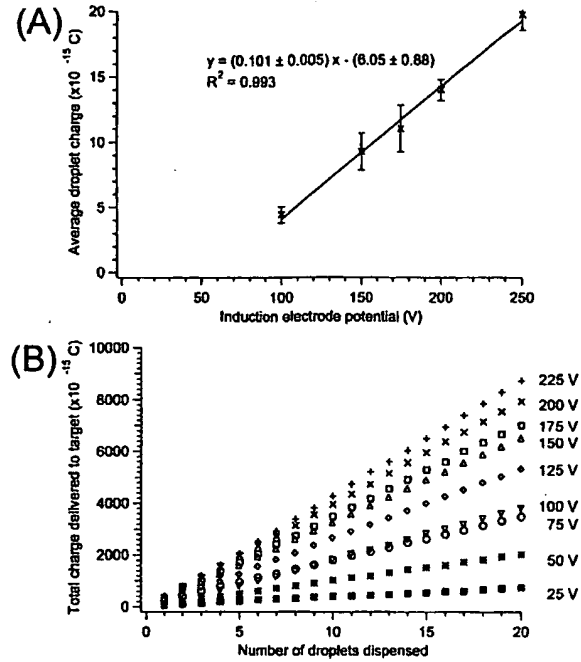 (A)
Average droplet charge (x10 -15 C)
20
15
10
5
0
y = (0.101 ± 0.005) x - (6.05 ± 0.88)
R2 = 0.993
0 50 100 150 200 250
Induction electrode potential (V)
(B)
Total charge delivered to target (x10 -15 C)
10000
8000
6000
4000
2000
0
225 V
200 V
175 V
150 V
125 V
100 V
75 V
50 V
25 V
0 5 10 15 20
Number of droplets dispensed